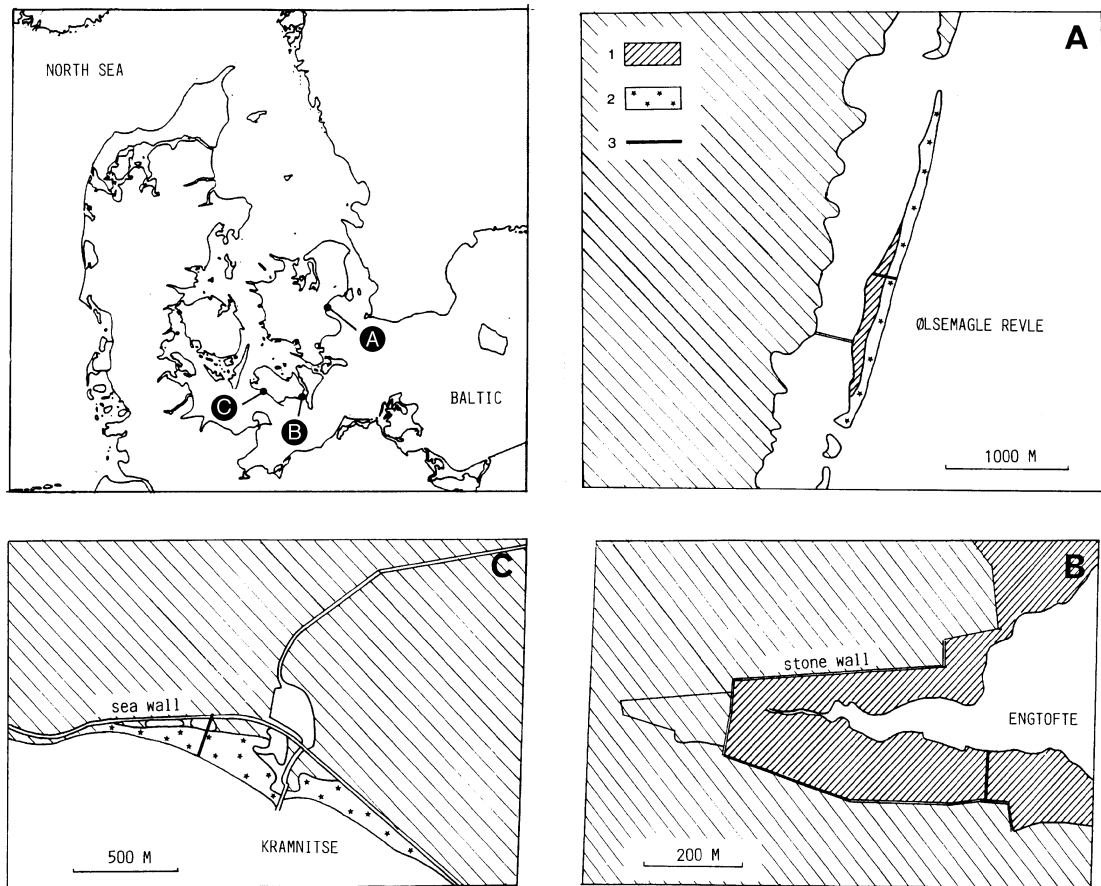 NORTH SEA
A
C
B
BALTIC
A
1
2
3
ØLSEMAGLE REVLE
1000 M
C
sea wall
KRAMNITSE
500 M
B
stone wall
ENGTOFTE
200 M